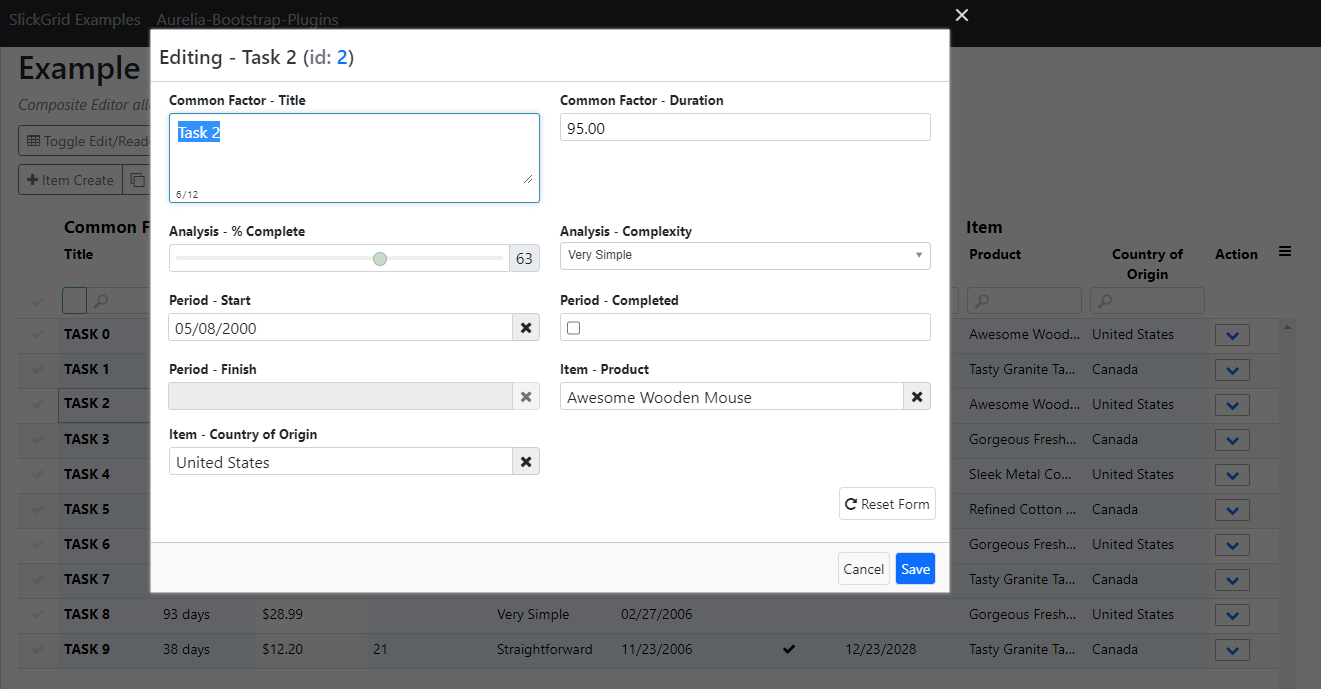 SlickGrid Examples Aurelia-Bootstrap-Plugins
Example
Composite Editor all
Toggle Edit/Read
Item Create
Editing - Task 2 (id: 2)
Common Factor - Title
Common Factor - Duration
Task 2
6/12
95.00
Analysis - % Complete
Analysis - Complexity
63
Very Simple
Period - Start
Period - Completed
05/08/2000
Period - Finish
Item - Product
Awesome Wooden Mouse
Item - Country of Origin
United States
Reset Form
Cancel
Save
Common F
Item
Title
Product
Country of
Origin
Action
TASK 0 Awesome Wood... United States
TASK 1 Tasty Granite Ta... Canada
TASK 2 Awesome Wood... United States
TASK 3 Gorgeous Fresh... Canada
TASK 4 Sleek Metal Co... Canada
TASK 5 Refined Cotton ... Canada
TASK 6 Gorgeous Fresh... United States
TASK 7 Tasty Granite Ta... Canada
TASK 8 93 days $28.99 Very Simple 02/27/2006 Gorgeous Fresh... United States
TASK 9 38 days $12.20 21 Straightforward 11/23/2006 12/23/2028 Tasty Granite Ta... Canada